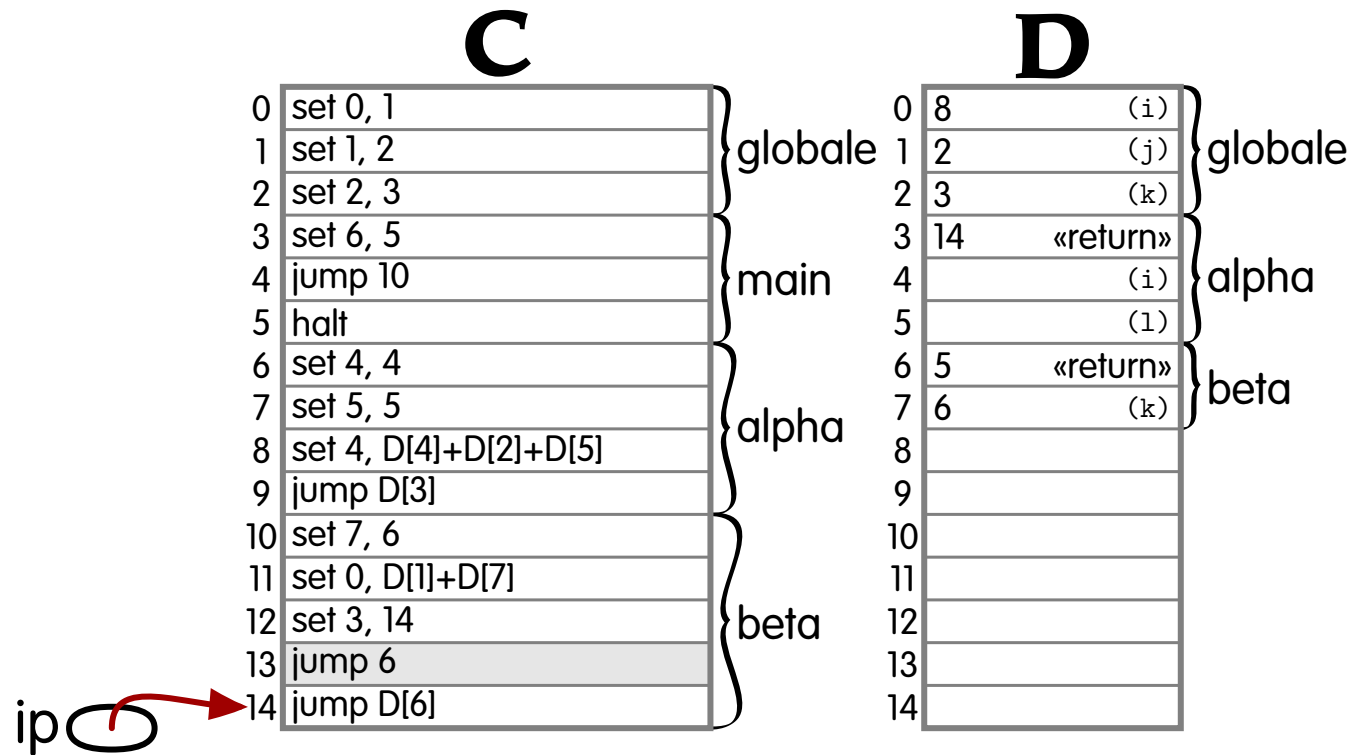 C
0 set 0, 1
1 set 1, 2
2 set 2, 3
globale
3 set 6, 5
4 jump 10
5 halt
main
6 set 4, 4
7 set 5, 5
8 set 4, D[4]+D[2]+D[5]
9 jump D[3]
alpha
10 set 7, 6
11 set 0, D[1]+D[7]
12 set 3, 14
13 jump 6
14 jump D[6]
beta
ip
D
0 8 (i)
1 2 (j)
2 3 (k)
globale
3 14 «return»
4 (i)
5 (l)
alpha
6 5 «return»
7 6 (k)
beta
8
9
10
11
12
13
14